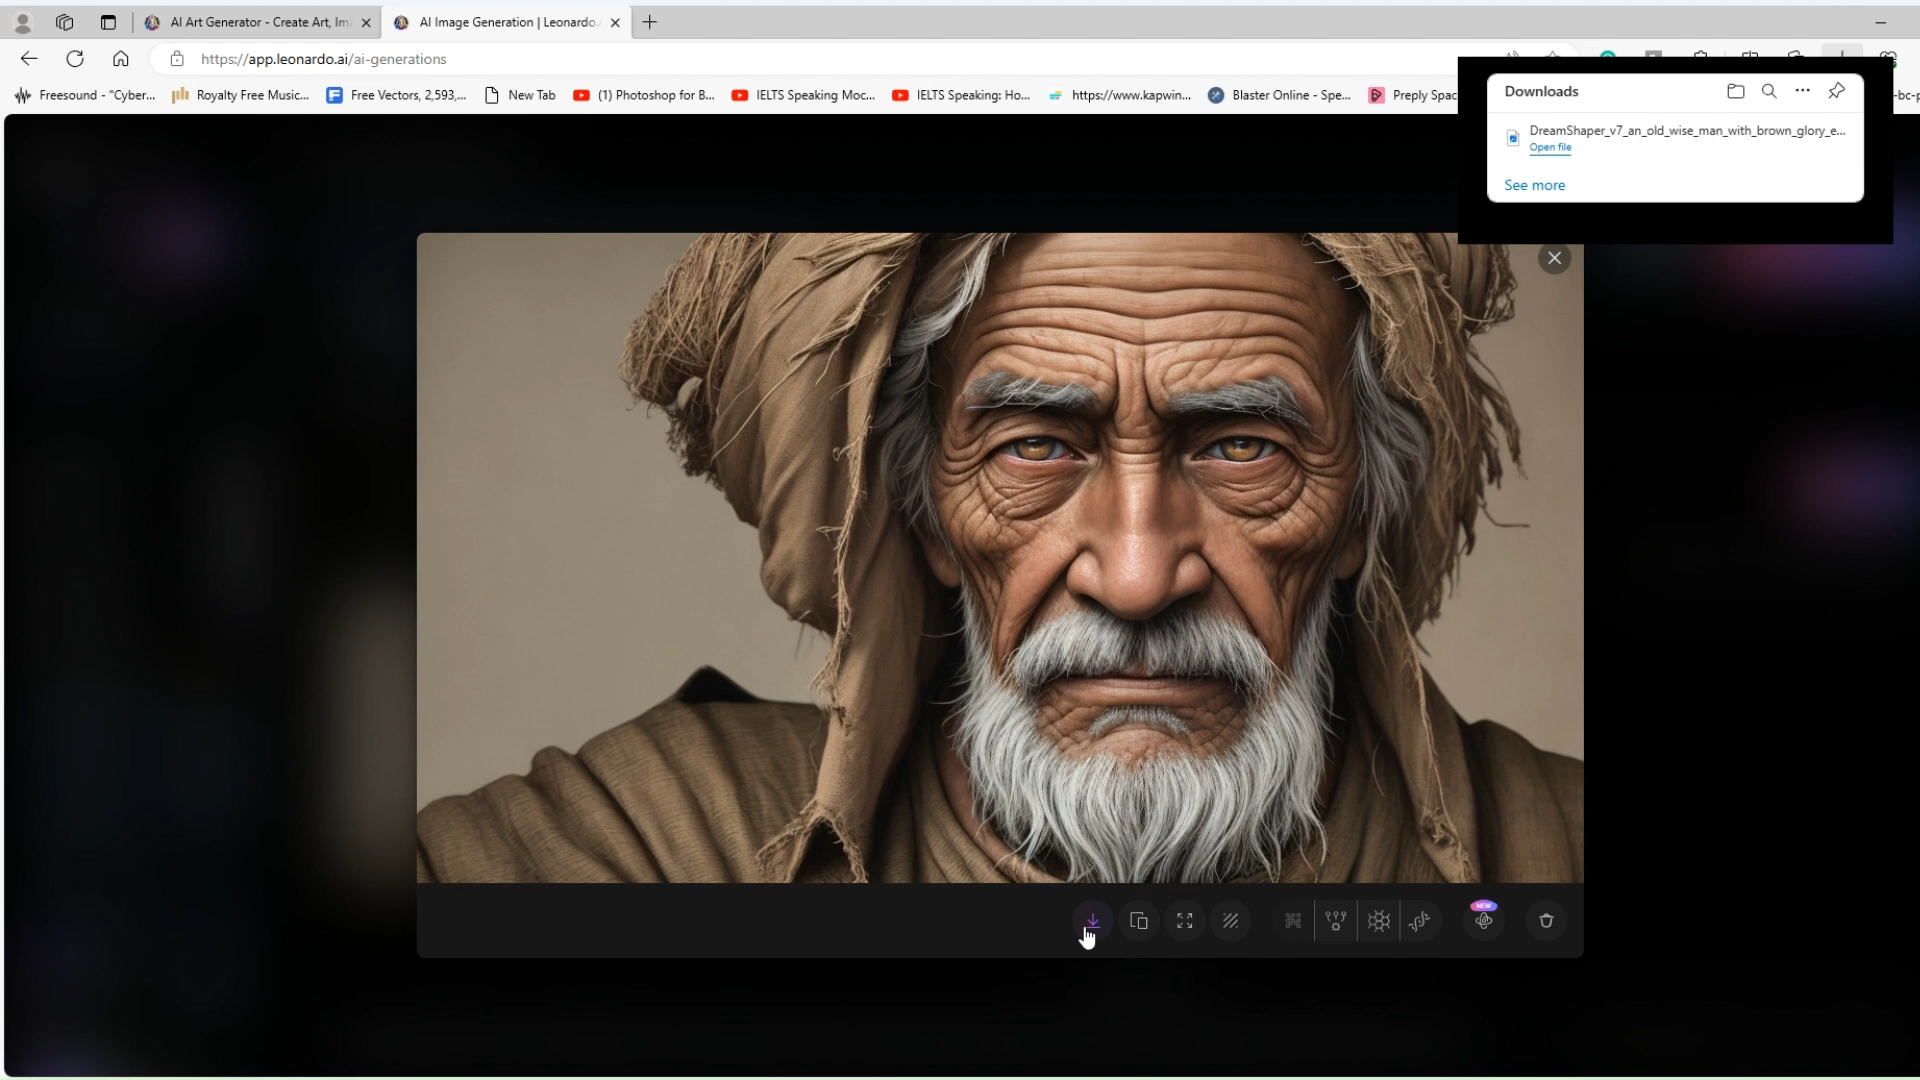 AI Art Generator - Create Art, Im
AI Image Generation | Leonardo.
https://app.leonardo.ai/ai-generations
Freesound - "Cyber...
Royalty Free Music...
Free Vectors, 2,593,...
New Tab
(1) Photoshop for B...
IELTS Speaking Moc...
IELTS Speaking: Ho...
https://www.kapwin...
Blaster Online - Spe...
Preply Spac
-bc-p
Downloads
DreamShaper_v7_an_old_wise_man_with_brown_glory_e...
Open file
See more
NEW